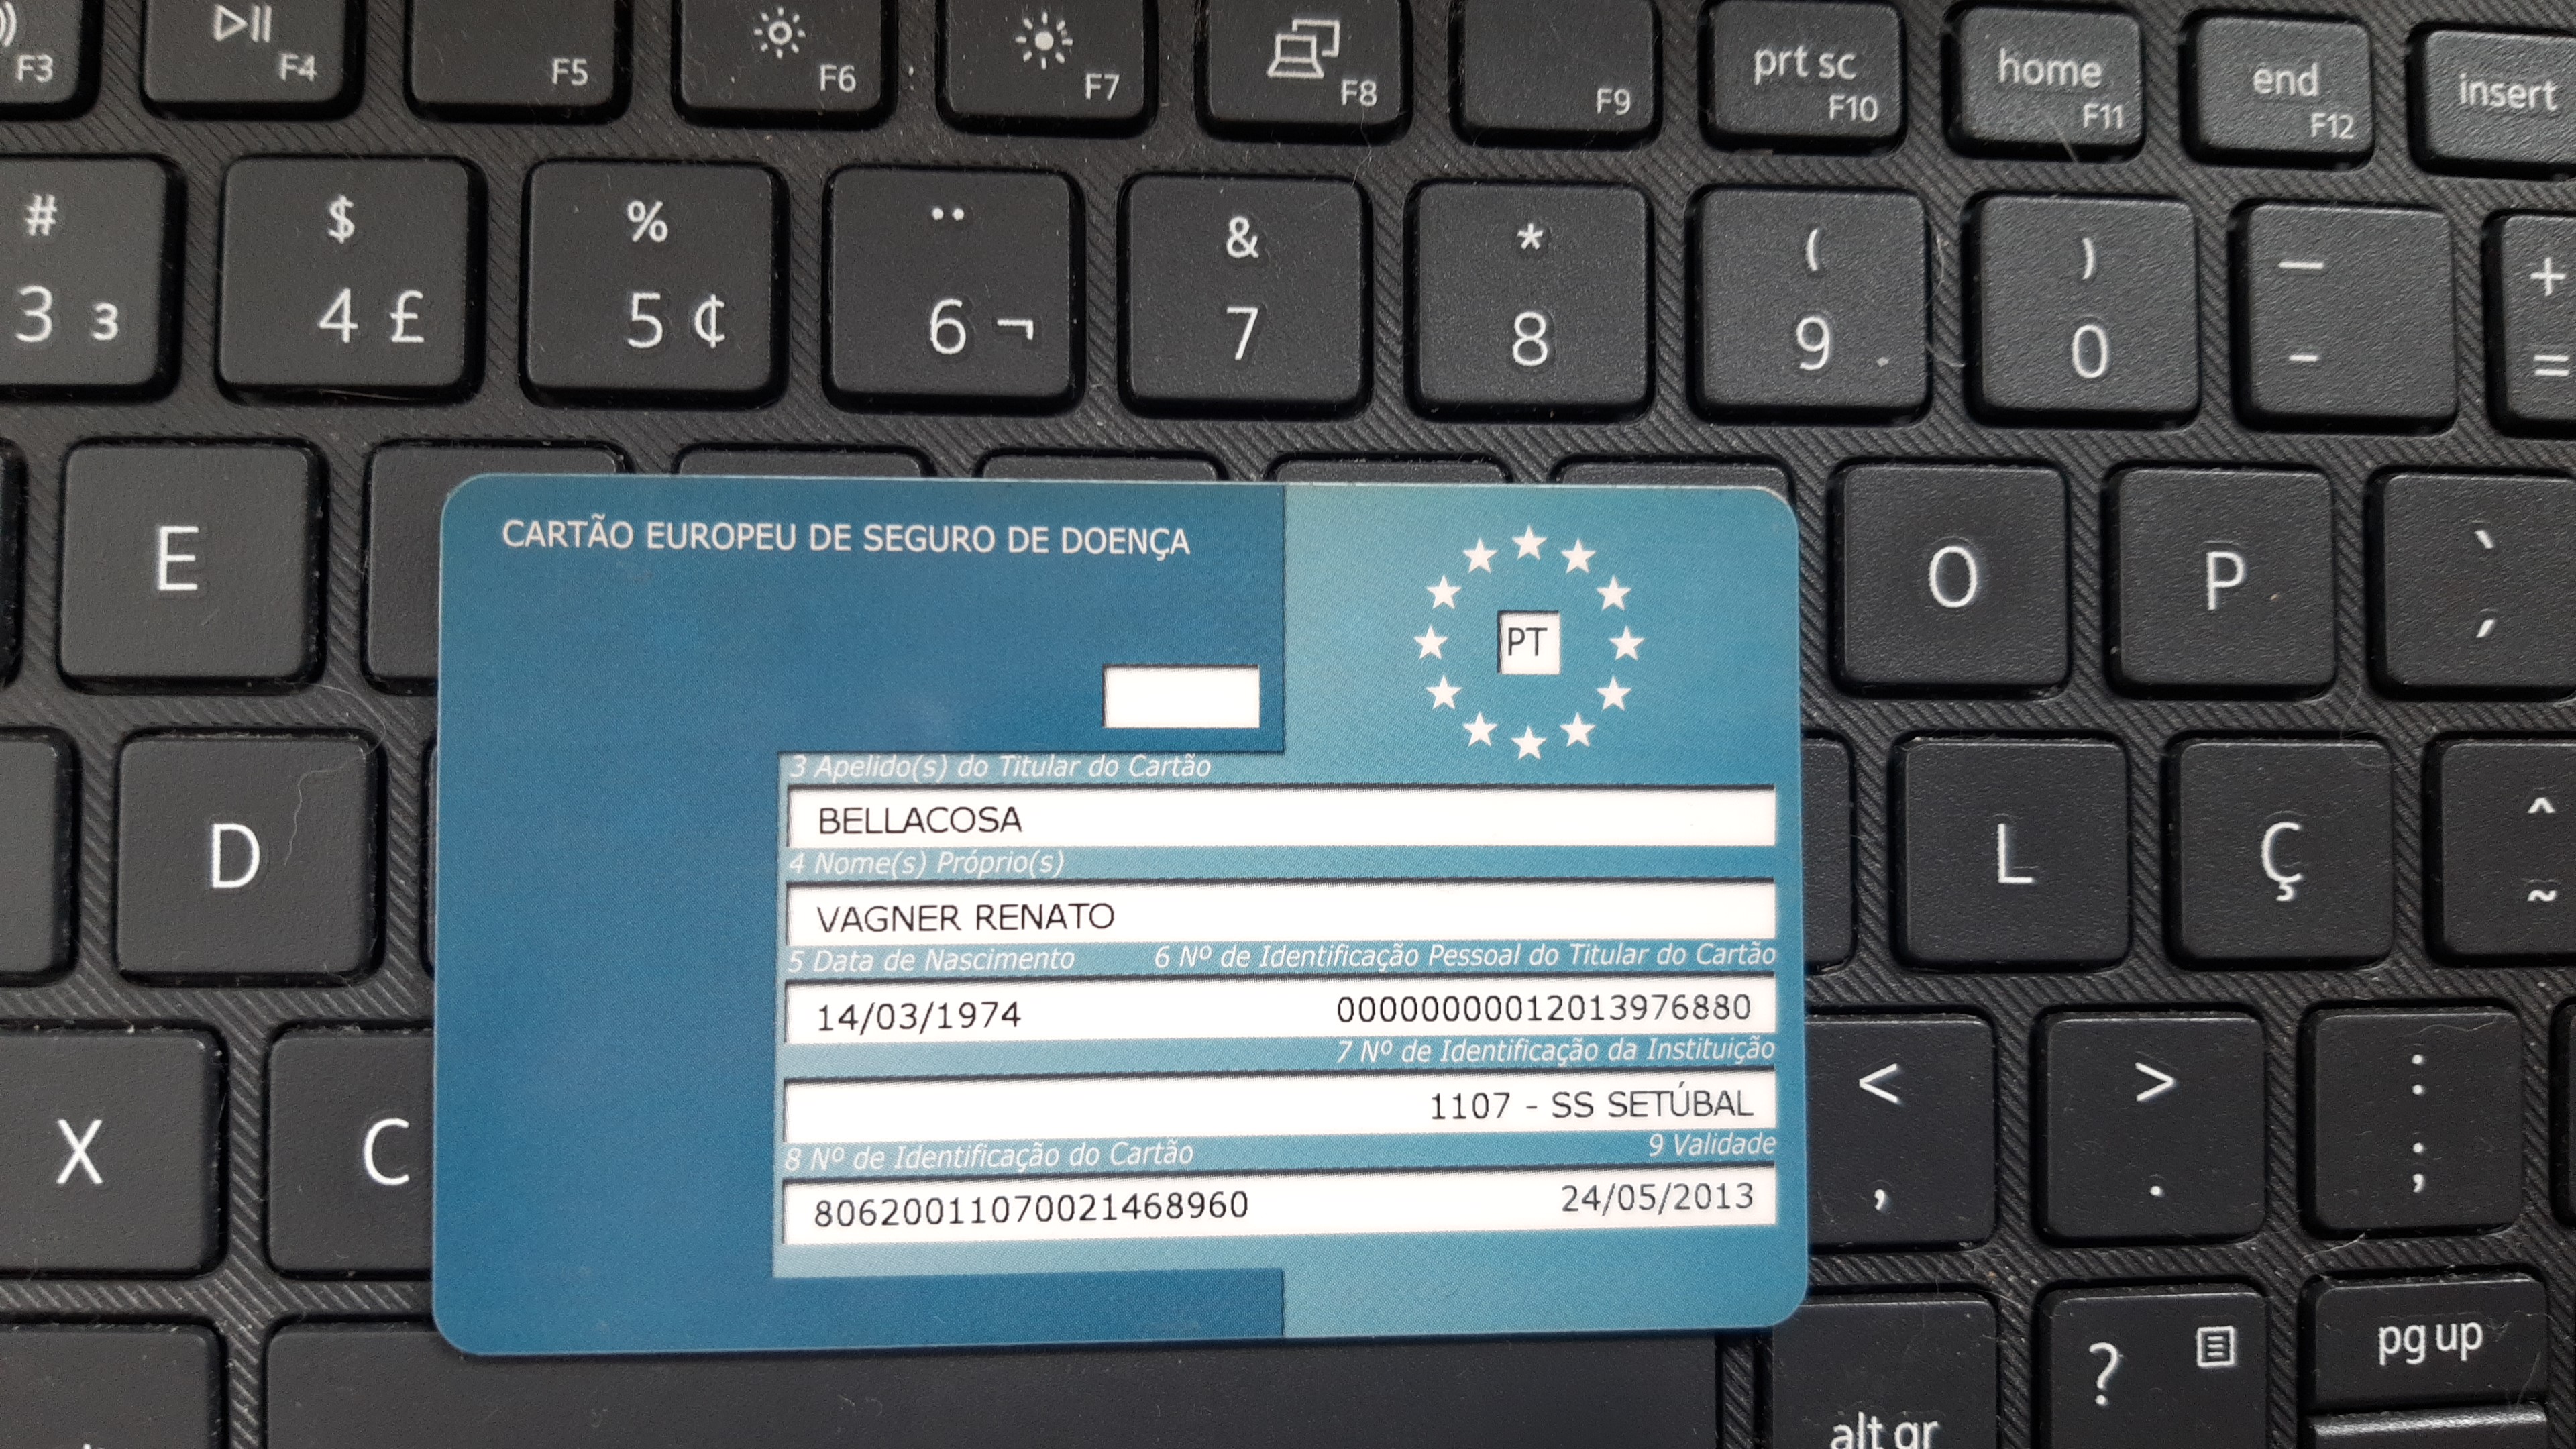 F3 F4 F5 F6 F7 F8 F9 prt sc F10 home F11 end F12 insert
# $ % ¨ & * ( ) _ +
3 ³ 4 £ 5 ¢ 6 ¬ 7 8 9 0 - =
E O P ` ´
CARTÃO EUROPEU DE SEGURO DE DOENÇA
PT
3 Apelido(s) do Titular do Cartão
BELLACOSA
4 Nome(s) Próprio(s)
VAGNER RENATO
5 Data de Nascimento 6 Nº de Identificação Pessoal do Titular do Cartão
14/03/1974 00000000012013976880
7 Nº de Identificação da Instituição
1107 - SS SETÚBAL
8 Nº de Identificação do Cartão 9 Validade
80620011070021468960 24/05/2013
D L Ç ^ ~
X C < , > . : ;
alt gr ? pg up